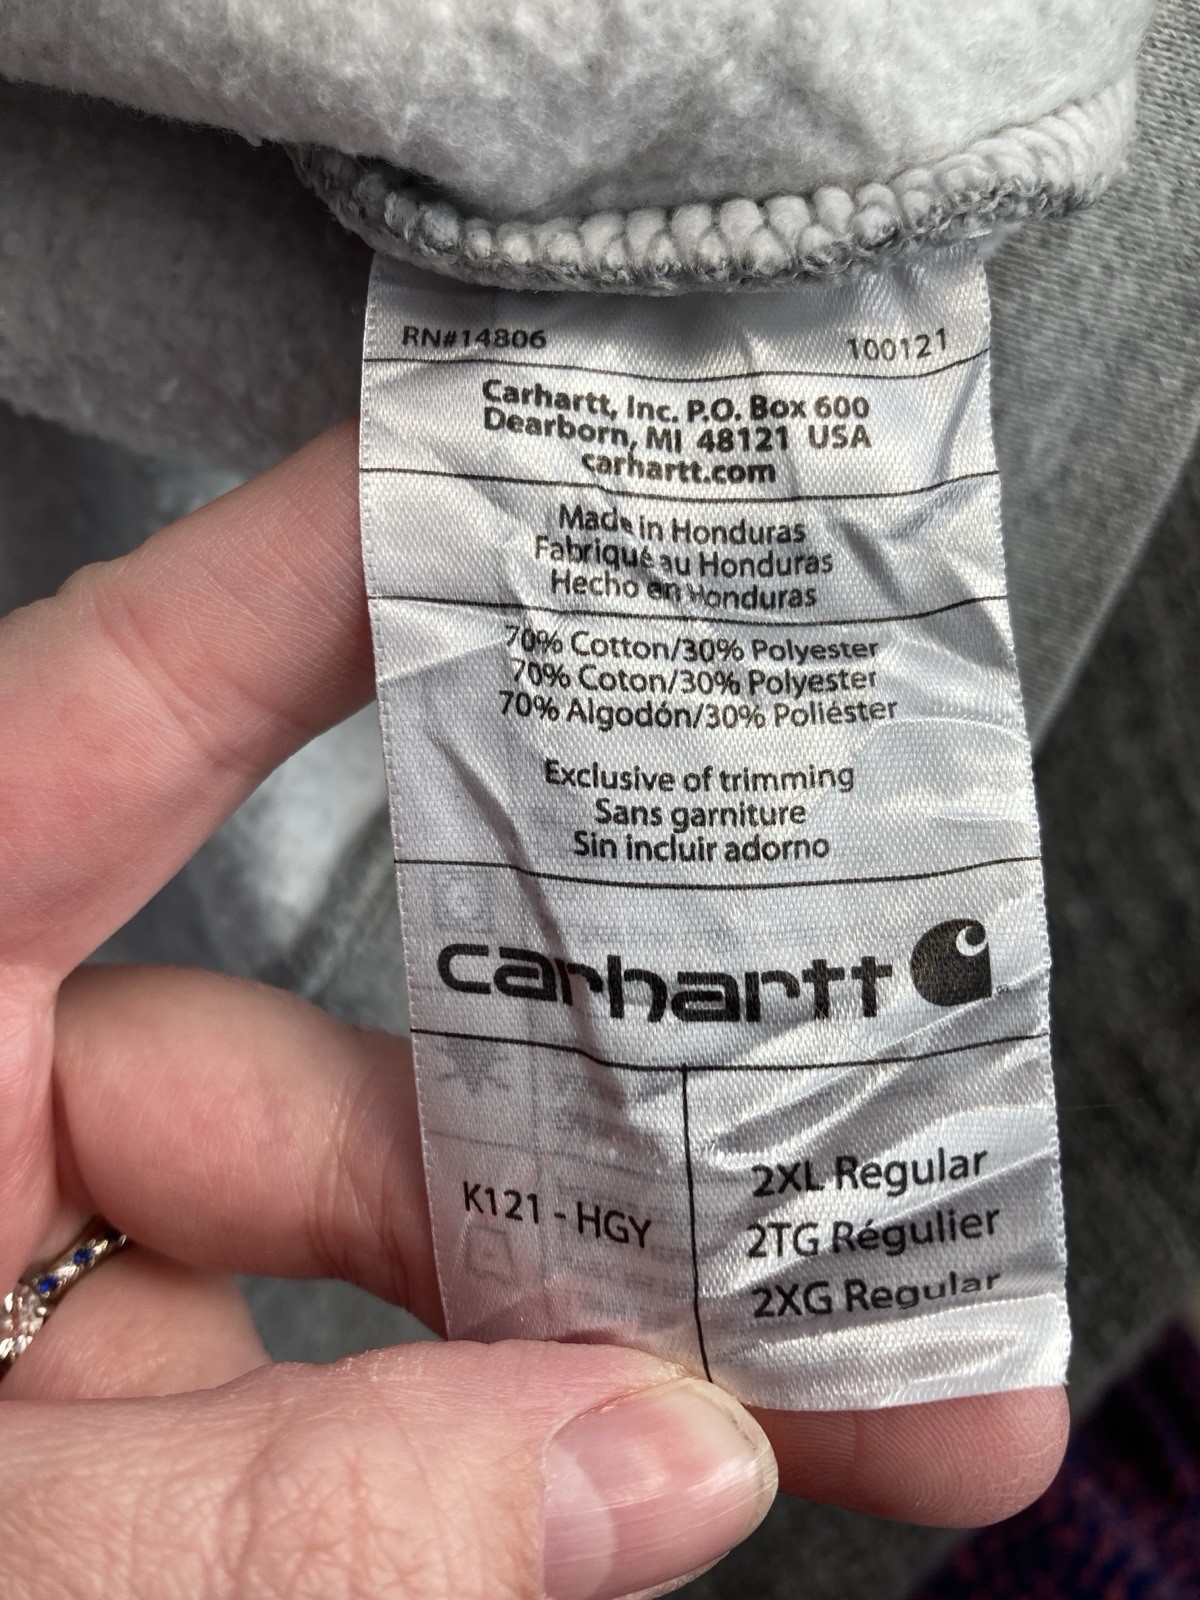 RN#14806
100121
Carhartt, Inc. P.O. Box 600
Dearborn, MI 48121 USA
carhartt.com
Made in Honduras
Fabriqué au Honduras
Hecho en Honduras
70% Cotton/30% Polyester
70% Coton/30% Polyester
70% Algodón/30% Poliéster
Exclusive of trimming
Sans garniture
Sin incluir adorno
carhartt
K121 - HGY
2XL Regular
2TG Régulier
2XG Regular